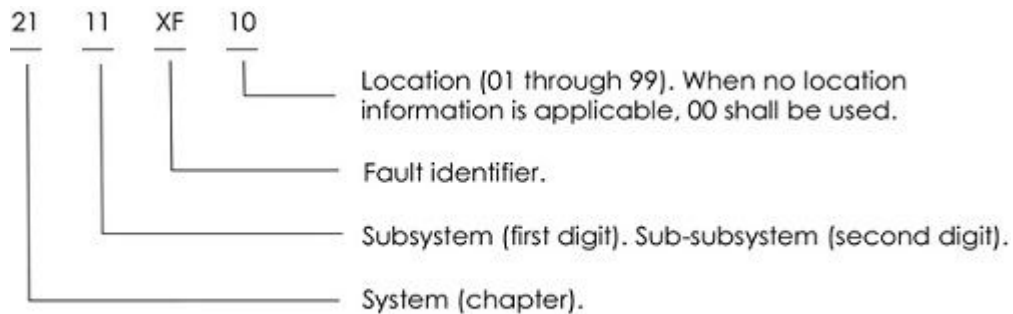 21 11 XF 10
Location (01 through 99). When no location
information is applicable, 00 shall be used.
Fault identifier.
Subsystem (first digit). Sub-subsystem (second digit).
System (chapter).